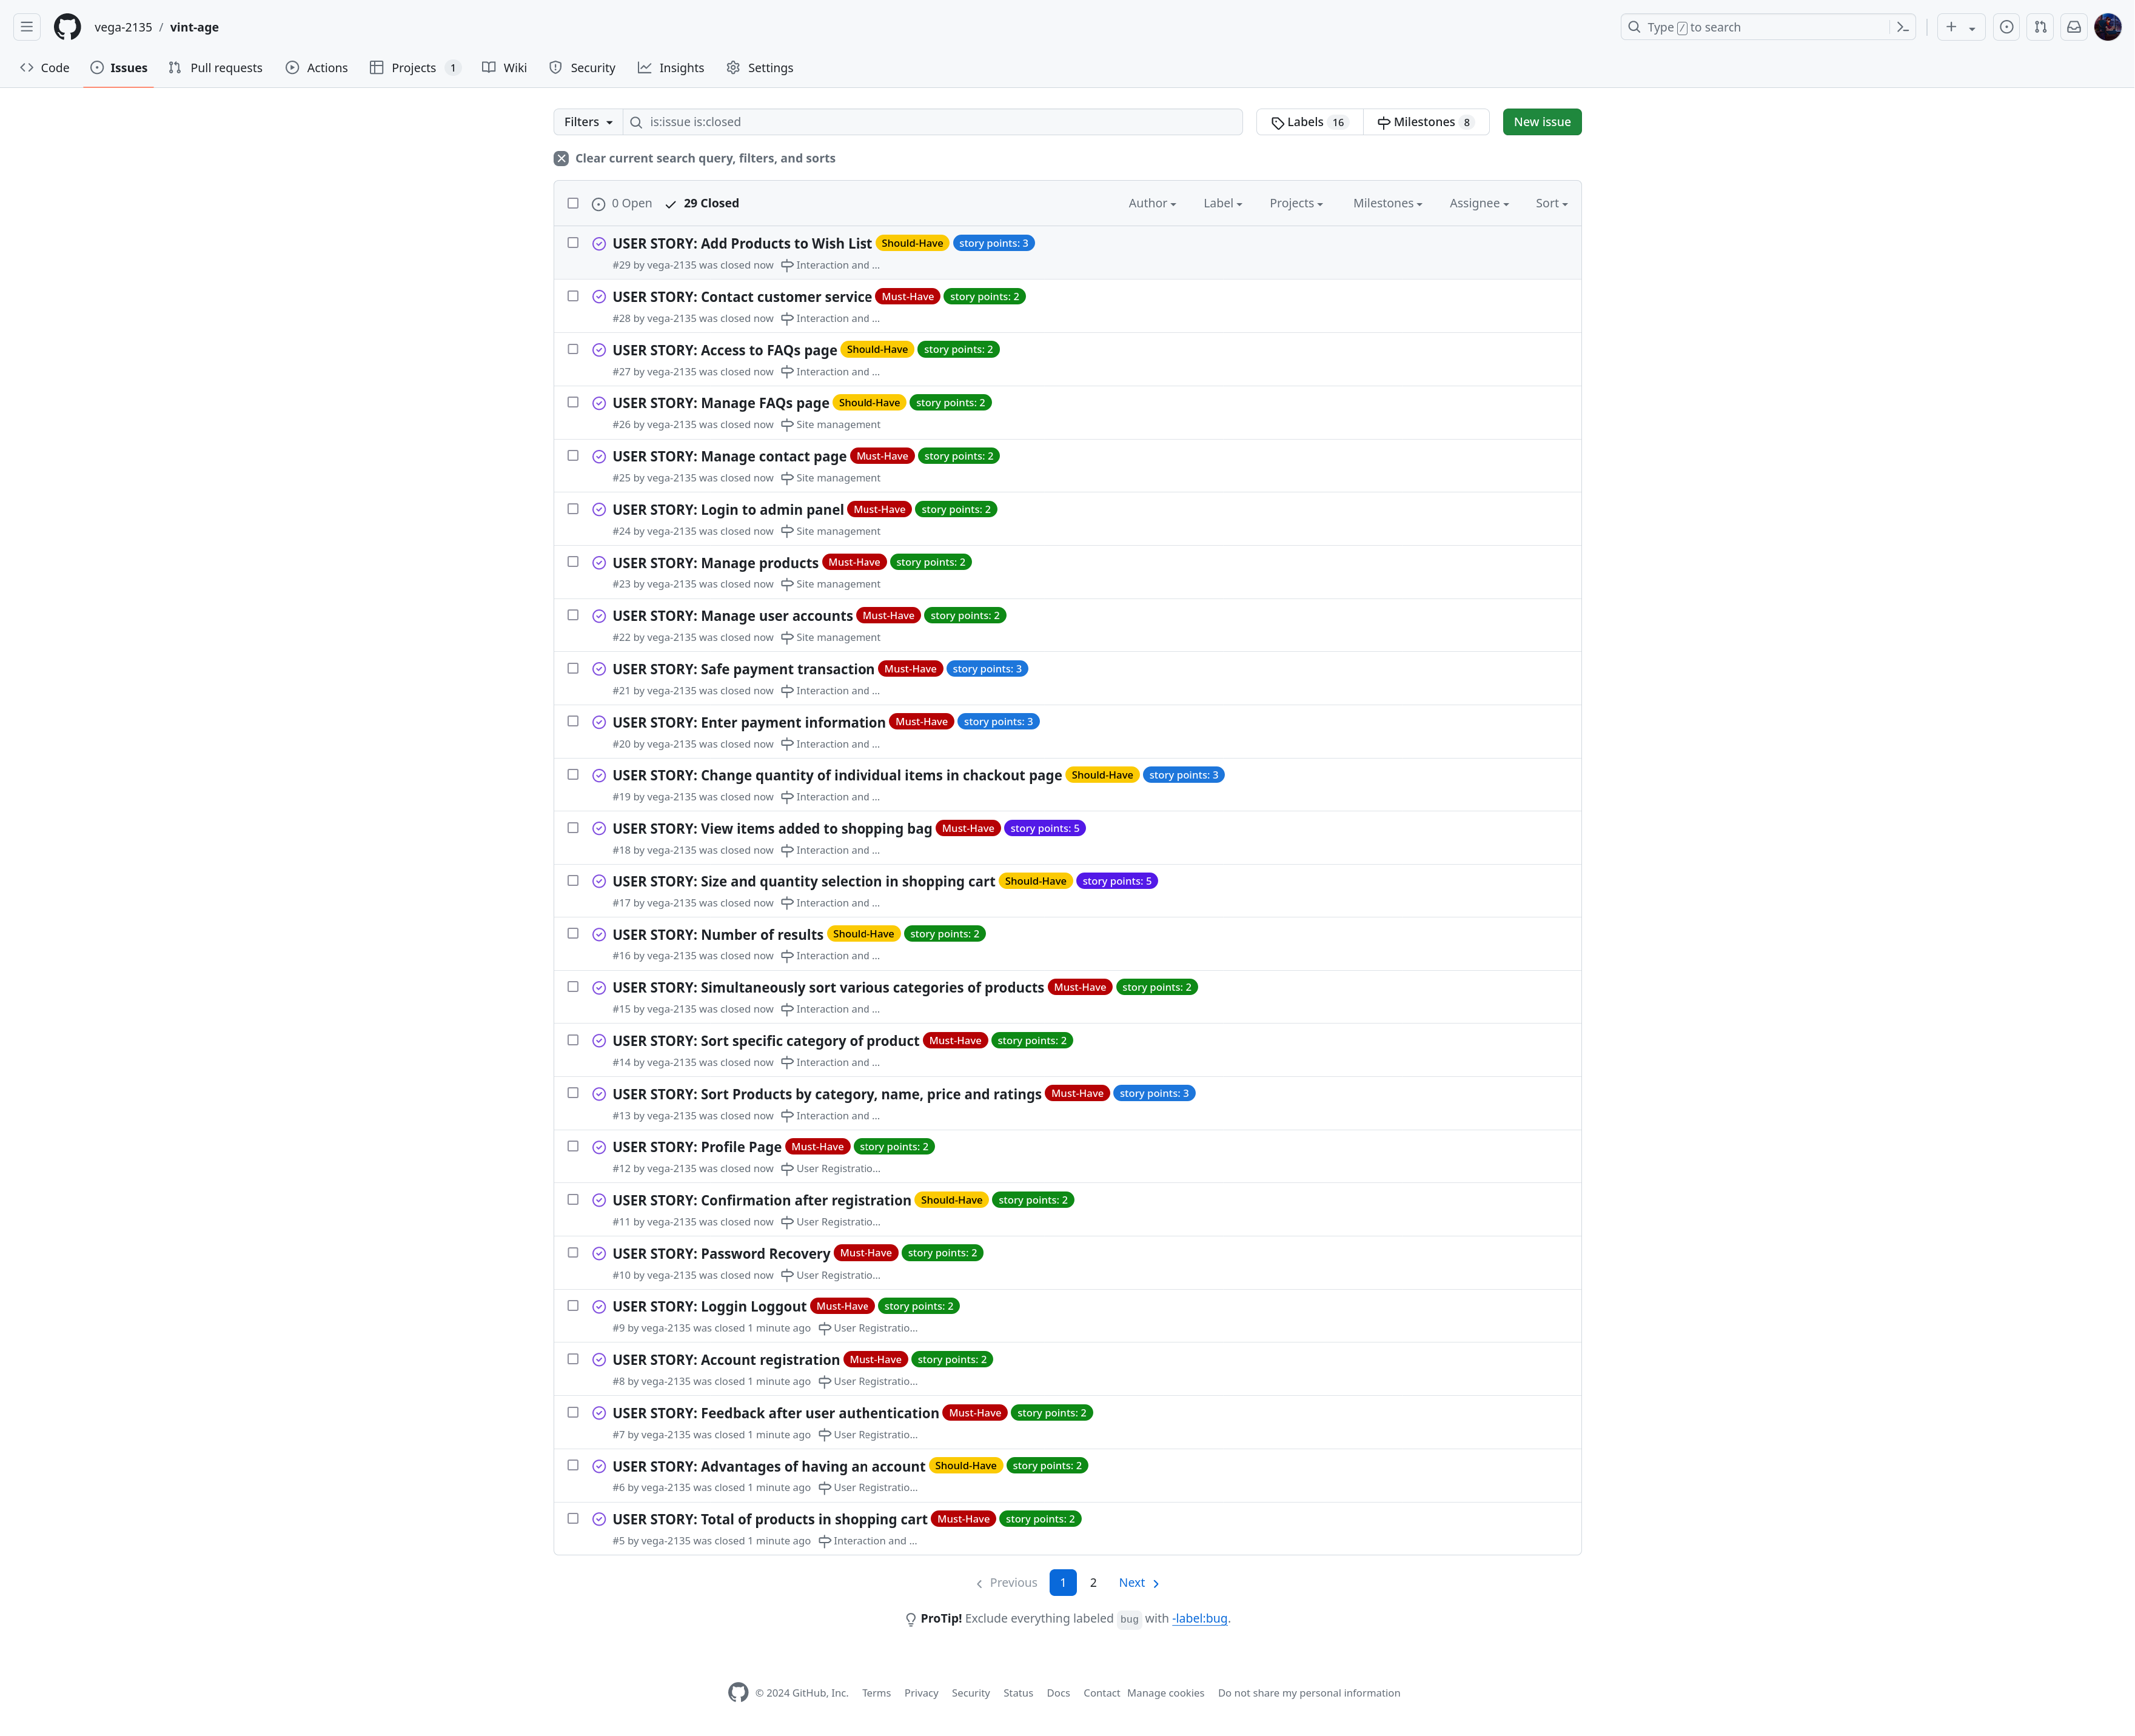 vega-2135 / vint-age
Type / to search
Code Issues Pull requests Actions Projects 1 Wiki Security Insights Settings
Filters is:issue is:closed Labels 16 Milestones 8 New issue
Clear current search query, filters, and sorts
0 Open 29 Closed Author Label Projects Milestones Assignee Sort
USER STORY: Add Products to Wish List Should-Have story points: 3
#29 by vega-2135 was closed now Interaction and ...
USER STORY: Contact customer service Must-Have story points: 2
#28 by vega-2135 was closed now Interaction and ...
USER STORY: Access to FAQs page Should-Have story points: 2
#27 by vega-2135 was closed now Interaction and ...
USER STORY: Manage FAQs page Should-Have story points: 2
#26 by vega-2135 was closed now Site management
USER STORY: Manage contact page Must-Have story points: 2
#25 by vega-2135 was closed now Site management
USER STORY: Login to admin panel Must-Have story points: 2
#24 by vega-2135 was closed now Site management
USER STORY: Manage products Must-Have story points: 2
#23 by vega-2135 was closed now Site management
USER STORY: Manage user accounts Must-Have story points: 2
#22 by vega-2135 was closed now Site management
USER STORY: Safe payment transaction Must-Have story points: 3
#21 by vega-2135 was closed now Interaction and ...
USER STORY: Enter payment information Must-Have story points: 3
#20 by vega-2135 was closed now Interaction and ...
USER STORY: Change quantity of individual items in chackout page Should-Have story points: 3
#19 by vega-2135 was closed now Interaction and ...
USER STORY: View items added to shopping bag Must-Have story points: 5
#18 by vega-2135 was closed now Interaction and ...
USER STORY: Size and quantity selection in shopping cart Should-Have story points: 5
#17 by vega-2135 was closed now Interaction and ...
USER STORY: Number of results Should-Have story points: 2
#16 by vega-2135 was closed now Interaction and ...
USER STORY: Simultaneously sort various categories of products Must-Have story points: 2
#15 by vega-2135 was closed now Interaction and ...
USER STORY: Sort specific category of product Must-Have story points: 2
#14 by vega-2135 was closed now Interaction and ...
USER STORY: Sort Products by category, name, price and ratings Must-Have story points: 3
#13 by vega-2135 was closed now Interaction and ...
USER STORY: Profile Page Must-Have story points: 2
#12 by vega-2135 was closed now User Registratio...
USER STORY: Confirmation after registration Should-Have story points: 2
#11 by vega-2135 was closed now User Registratio...
USER STORY: Password Recovery Must-Have story points: 2
#10 by vega-2135 was closed now User Registratio...
USER STORY: Loggin Loggout Must-Have story points: 2
#9 by vega-2135 was closed 1 minute ago User Registratio...
USER STORY: Account registration Must-Have story points: 2
#8 by vega-2135 was closed 1 minute ago User Registratio...
USER STORY: Feedback after user authentication Must-Have story points: 2
#7 by vega-2135 was closed 1 minute ago User Registratio...
USER STORY: Advantages of having an account Should-Have story points: 2
#6 by vega-2135 was closed 1 minute ago User Registratio...
USER STORY: Total of products in shopping cart Must-Have story points: 2
#5 by vega-2135 was closed 1 minute ago Interaction and ...
Previous 1 2 Next
ProTip! Exclude everything labeled bug with -label:bug.
© 2024 GitHub, Inc. Terms Privacy Security Status Docs Contact Manage cookies Do not share my personal information